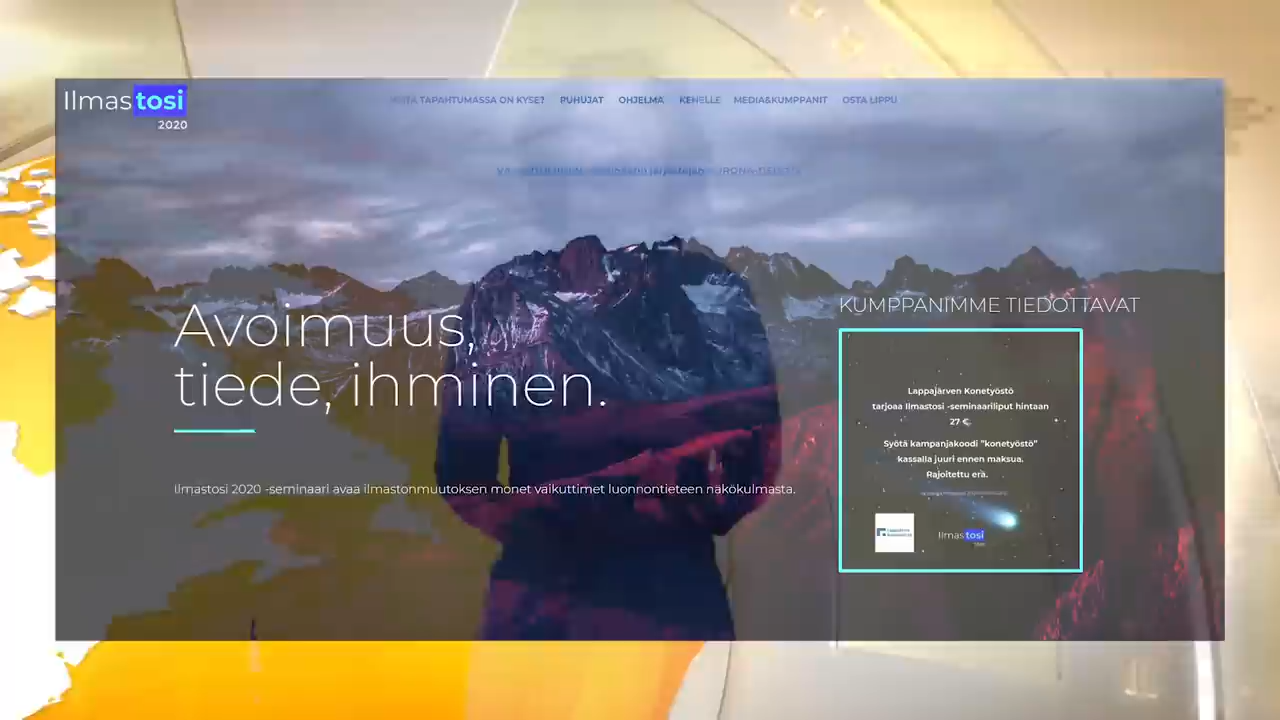 Ilmastosi
2020
MISTÄ TAPAHTUMASSA ON KYSE? PUHUJAT OHJELMA KENELLE MEDIA&KUMPPANIT OSTA LIPPU
Avoimuus,
tiede, ihminen.
Ilmastosi 2020 -seminaari avaa ilmastonmuutoksen monet vaikuttimet luonnontieteen näkökulmasta.
KUMPPANIMME TIEDOTTAVAT
Lappajärven Konetyöstö
tarjoaa Ilmastosi -seminaariliput hintaan
27 €.
Syötä kampanjakoodi "konetyöstö"
kassalla juuri ennen maksua.
Rajoitettu erä.
Ilmastosi